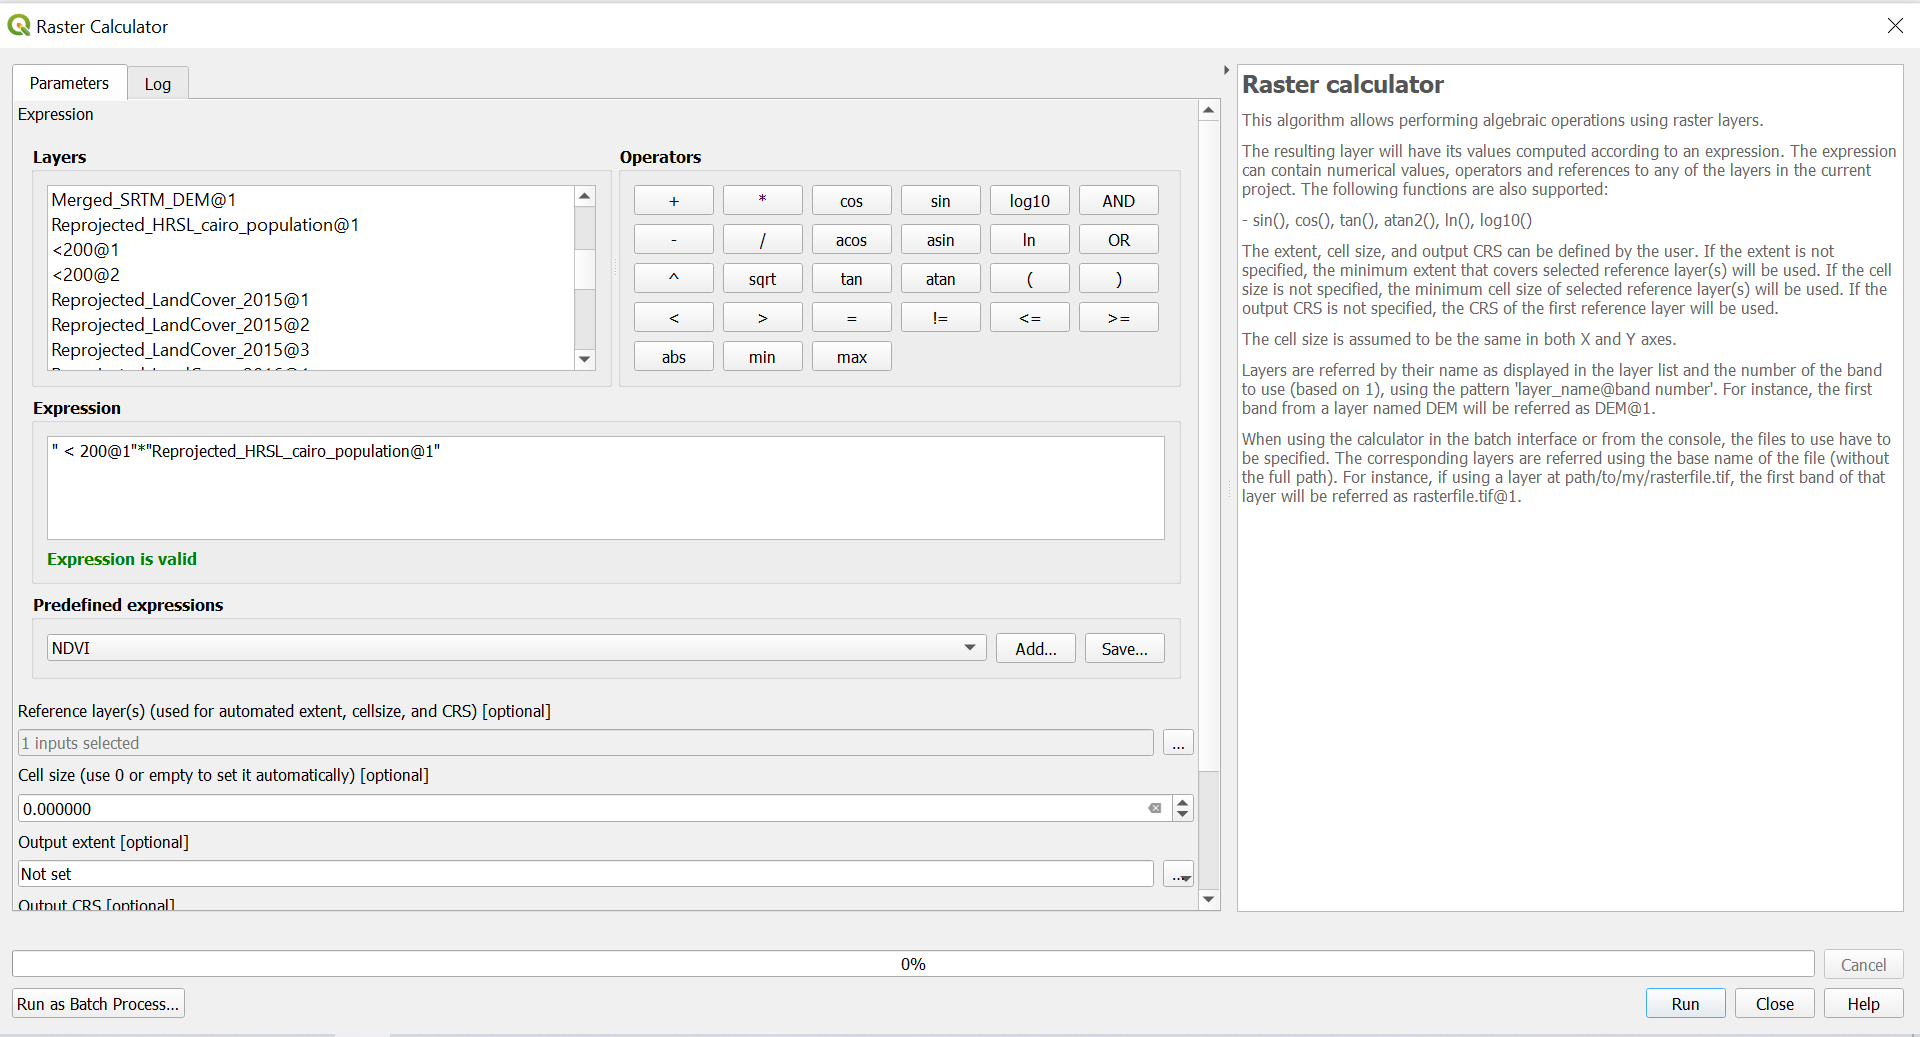 Raster Calculator
Parameters
Log
Expression
Layers
Merged_SRTM_DEM@1
Reprojected_HRSL_cairo_population@1
<200@1
<200@2
Reprojected_LandCover_2015@1
Reprojected_LandCover_2015@2
Reprojected_LandCover_2015@3
Operators
+ * cos sin log10 AND
- / acos asin ln OR
^ sqrt tan atan ( )
< > = != <= >=
abs min max
Expression
" < 200@1"*"Reprojected_HRSL_cairo_population@1"
Expression is valid
Predefined expressions
NDVI
Add...
Save...
Reference layer(s) (used for automated extent, cellsize, and CRS) [optional]
1 inputs selected
...
Cell size (use 0 or empty to set it automatically) [optional]
0.000000
Output extent [optional]
Not set
...
Output CRS [optional]
Raster calculator
This algorithm allows performing algebraic operations using raster layers.
The resulting layer will have its values computed according to an expression. The expression
can contain numerical values, operators and references to any of the layers in the current
project. The following functions are also supported:
- sin(), cos(), tan(), atan2(), ln(), log10()
The extent, cell size, and output CRS can be defined by the user. If the extent is not
specified, the minimum extent that covers selected reference layer(s) will be used. If the cell
size is not specified, the minimum cell size of selected reference layer(s) will be used. If the
output CRS is not specified, the CRS of the first reference layer will be used.
The cell size is assumed to be the same in both X and Y axes.
Layers are referred by their name as displayed in the layer list and the number of the band
to use (based on 1), using the pattern 'layer_name@band number'. For instance, the first
band from a layer named DEM will be referred as DEM@1.
When using the calculator in the batch interface or from the console, the files to use have to
be specified. The corresponding layers are referred using the base name of the file (without
the full path). For instance, if using a layer at path/to/my/rasterfile.tif, the first band of that
layer will be referred as rasterfile.tif@1.
0%
Cancel
Run as Batch Process...
Run
Close
Help